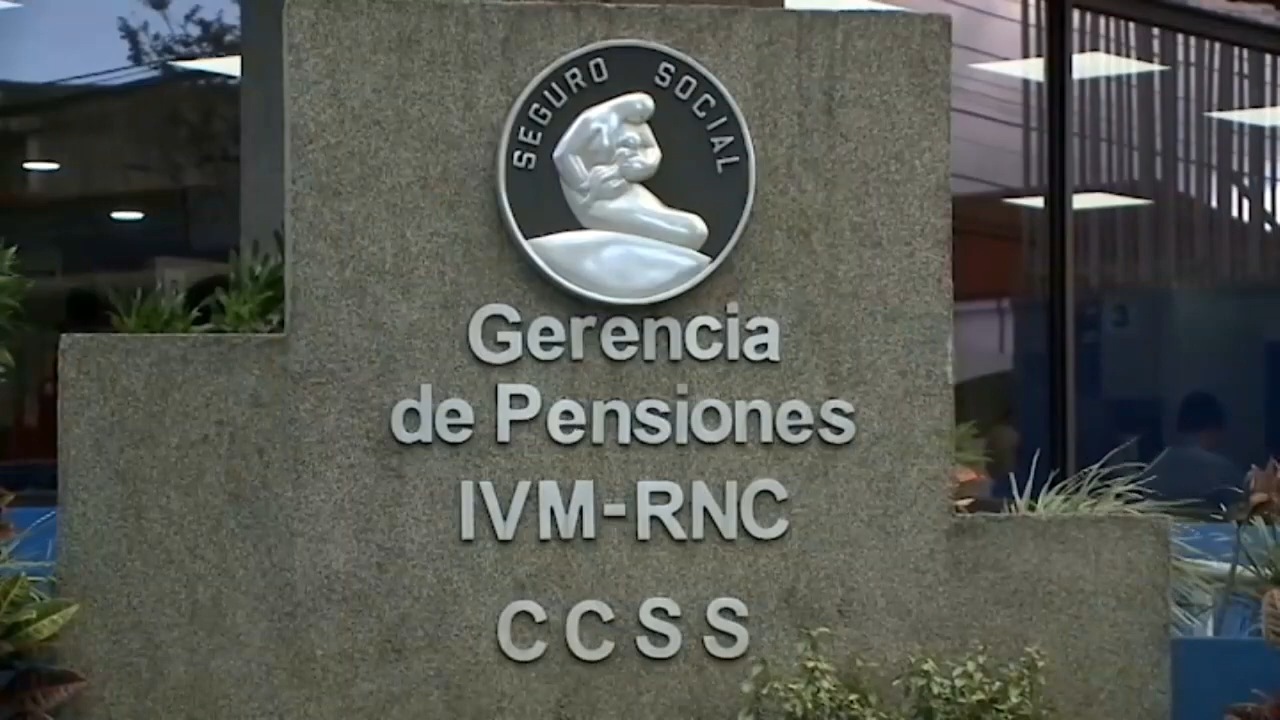 SEGURO SOCIAL
Gerencia
de Pensiones
IVM-RNC
CCSS